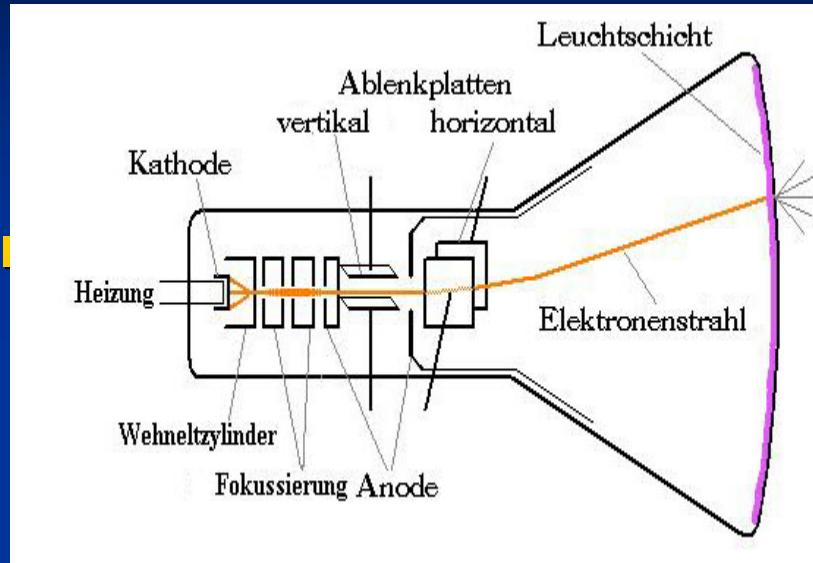 Leuchtschicht
Ablenkplatten
vertikal horizontal
Kathode
Heizung
Elektronenstrahl
Wehneltzylinder
Fokussierung Anode